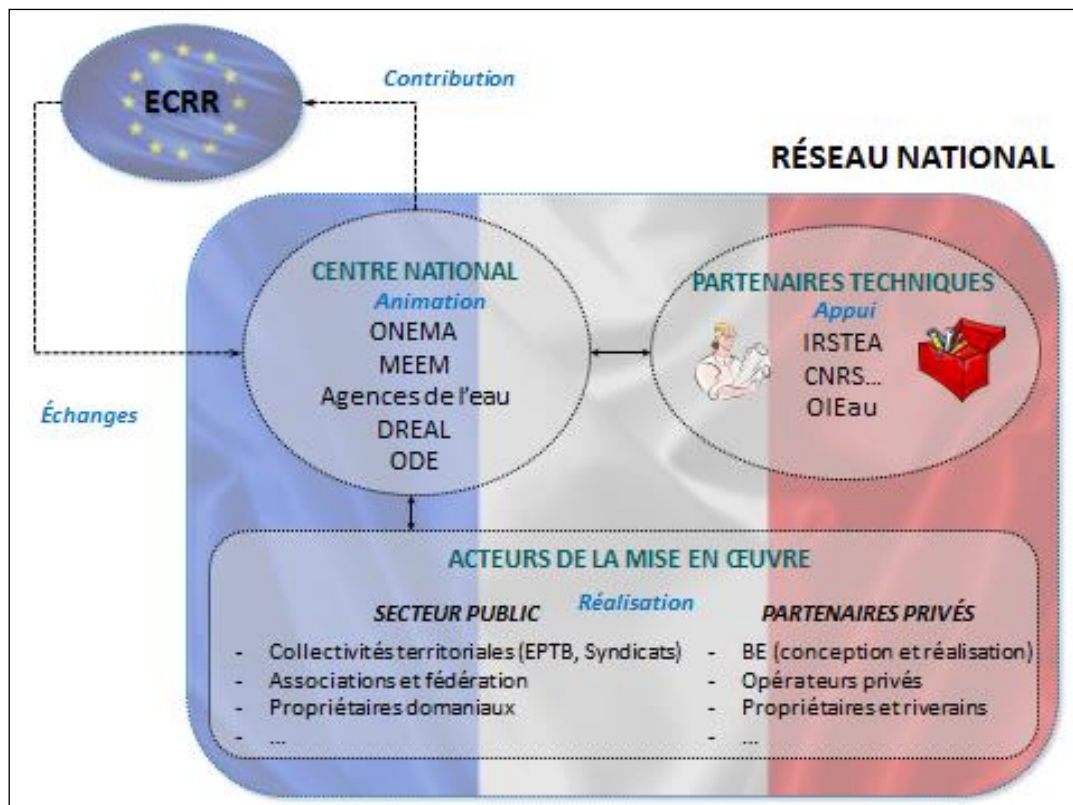 ECRR
Contribution
RÉSEAU NATIONAL
Échanges
CENTRE NATIONAL
Animation
ONEMA
MEEM
Agences de l'eau
DREAL
ODE
PARTENAIRES TECHNIQUES
Appui
IRSTEA
CNRS...
OIEau
ACTEURS DE LA MISE EN ŒUVRE
Réalisation
SECTEUR PUBLIC
- Collectivités territoriales (EPTB, Syndicats)
- Associations et fédération
- Propriétaires domaniaux
- ...
PARTENAIRES PRIVÉS
- BE (conception et réalisation)
- Opérateurs privés
- Propriétaires et riverains
- ...